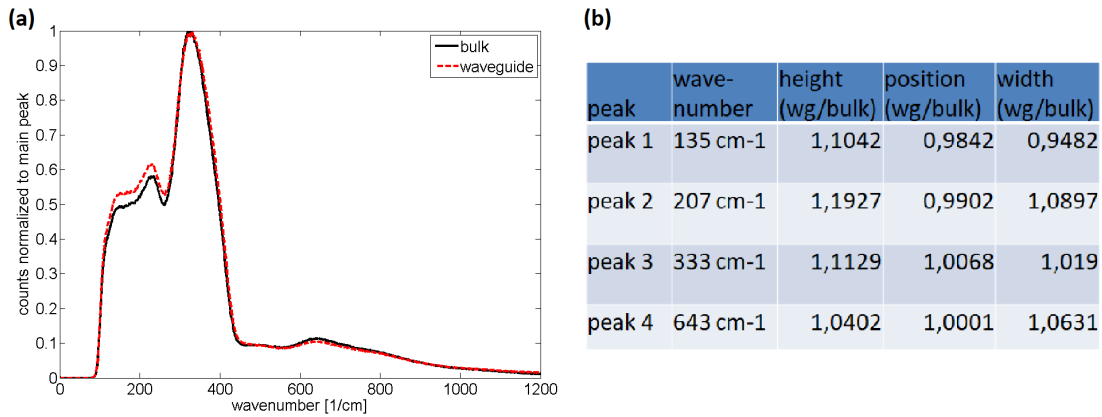 (a)
1
0.9
0.8
0.7
0.6
0.5
0.4
0.3
0.2
0.1
0
counts normalized to main peak
bulk
waveguide
0 200 400 600 800 1000 1200
wavenumber [1/cm]
(b)
peak wave-number height (wg/bulk) position (wg/bulk) width (wg/bulk)
peak 1 135 cm-1 1,1042 0,9842 0,9482
peak 2 207 cm-1 1,1927 0,9902 1,0897
peak 3 333 cm-1 1,1129 1,0068 1,019
peak 4 643 cm-1 1,0402 1,0001 1,0631